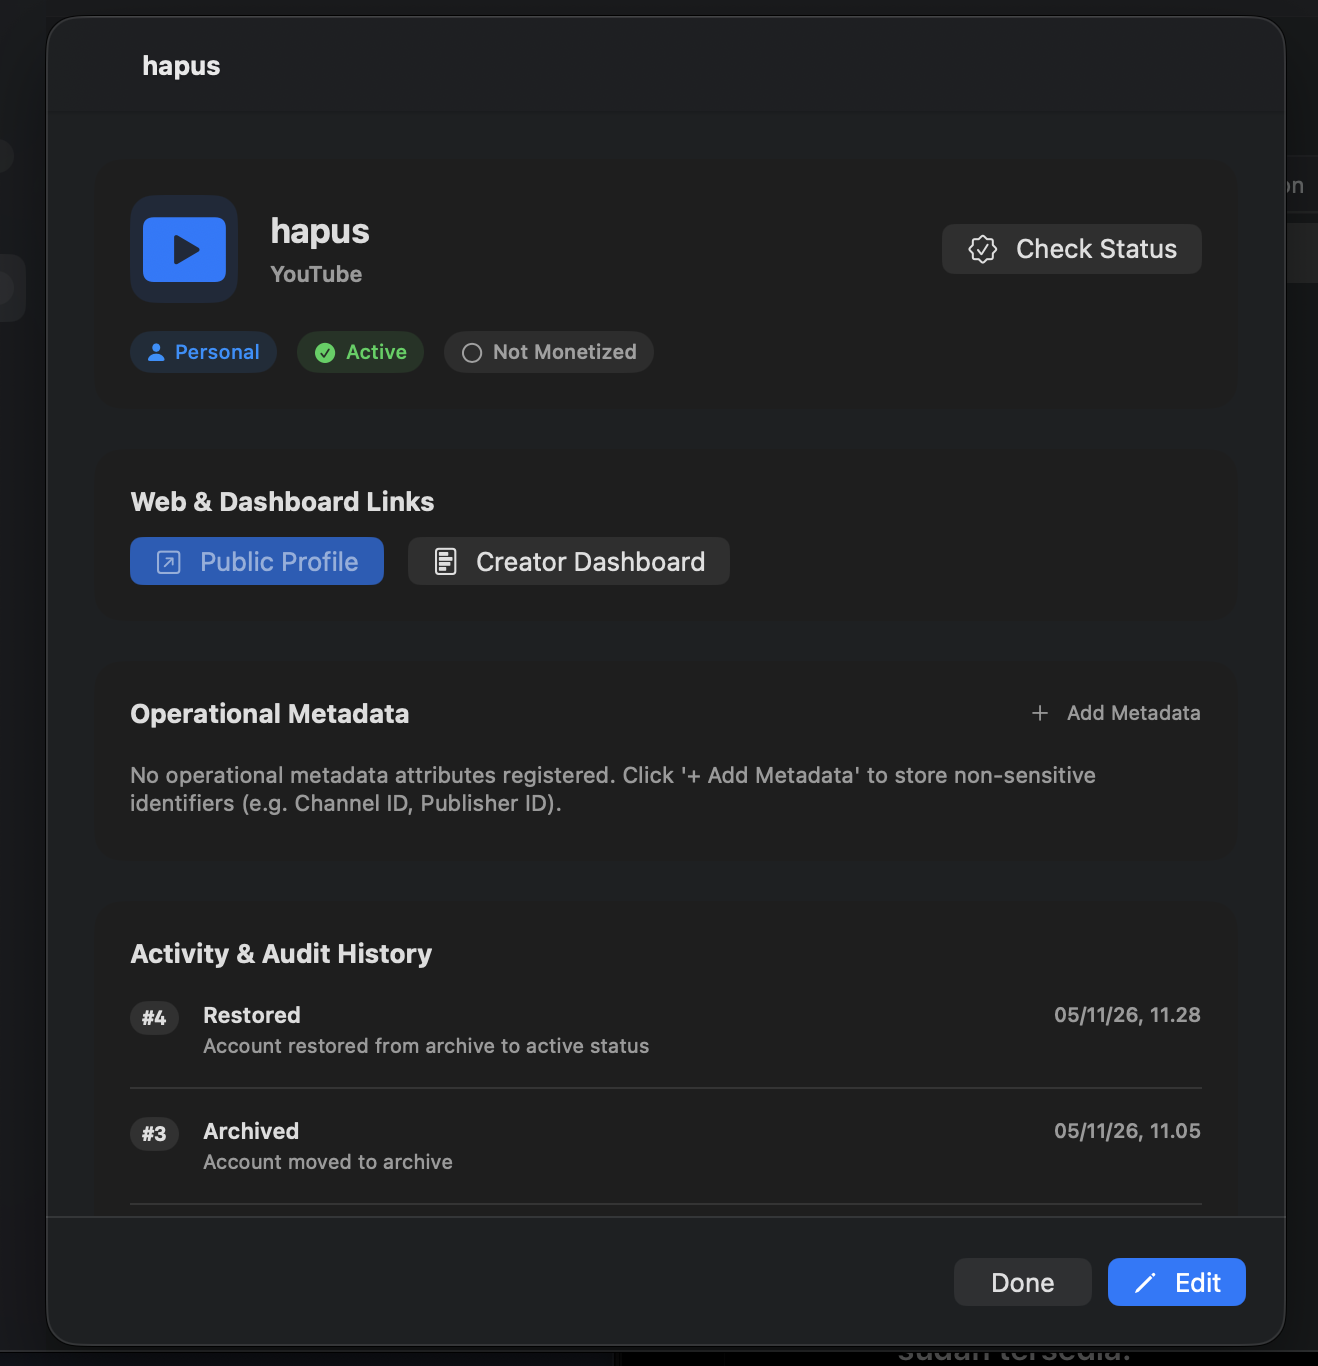 hapus
hapus
YouTube
Check Status
Personal
Active
Not Monetized
Web & Dashboard Links
Public Profile
Creator Dashboard
Operational Metadata
+ Add Metadata
No operational metadata attributes registered. Click '+ Add Metadata' to store non-sensitive
identifiers (e.g. Channel ID, Publisher ID).
Activity & Audit History
#4
Restored
05/11/26, 11.28
Account restored from archive to active status
#3
Archived
05/11/26, 11.05
Account moved to archive
Done
Edit